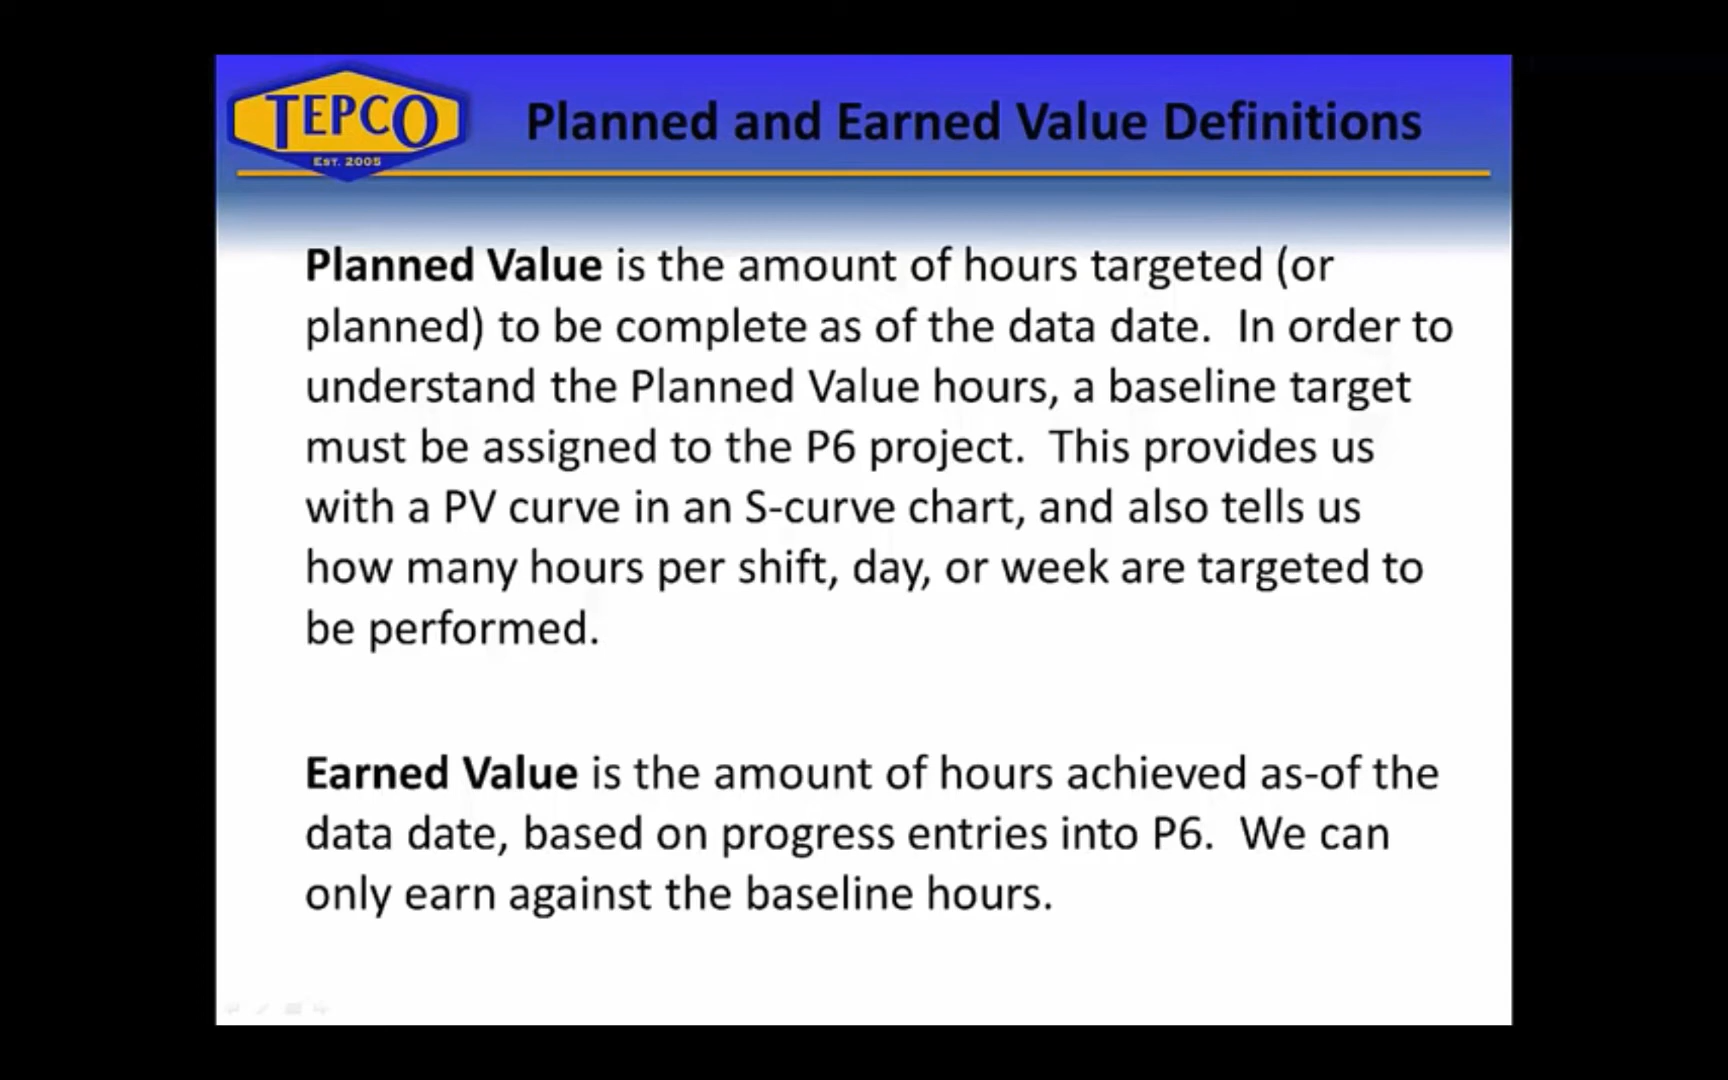 TEPCO
EST. 2005
Planned and Earned Value Definitions
Planned Value is the amount of hours targeted (or
planned) to be complete as of the data date.  In order to
understand the Planned Value hours, a baseline target
must be assigned to the P6 project.  This provides us
with a PV curve in an S-curve chart, and also tells us
how many hours per shift, day, or week are targeted to
be performed.
Earned Value is the amount of hours achieved as-of the
data date, based on progress entries into P6.  We can
only earn against the baseline hours.